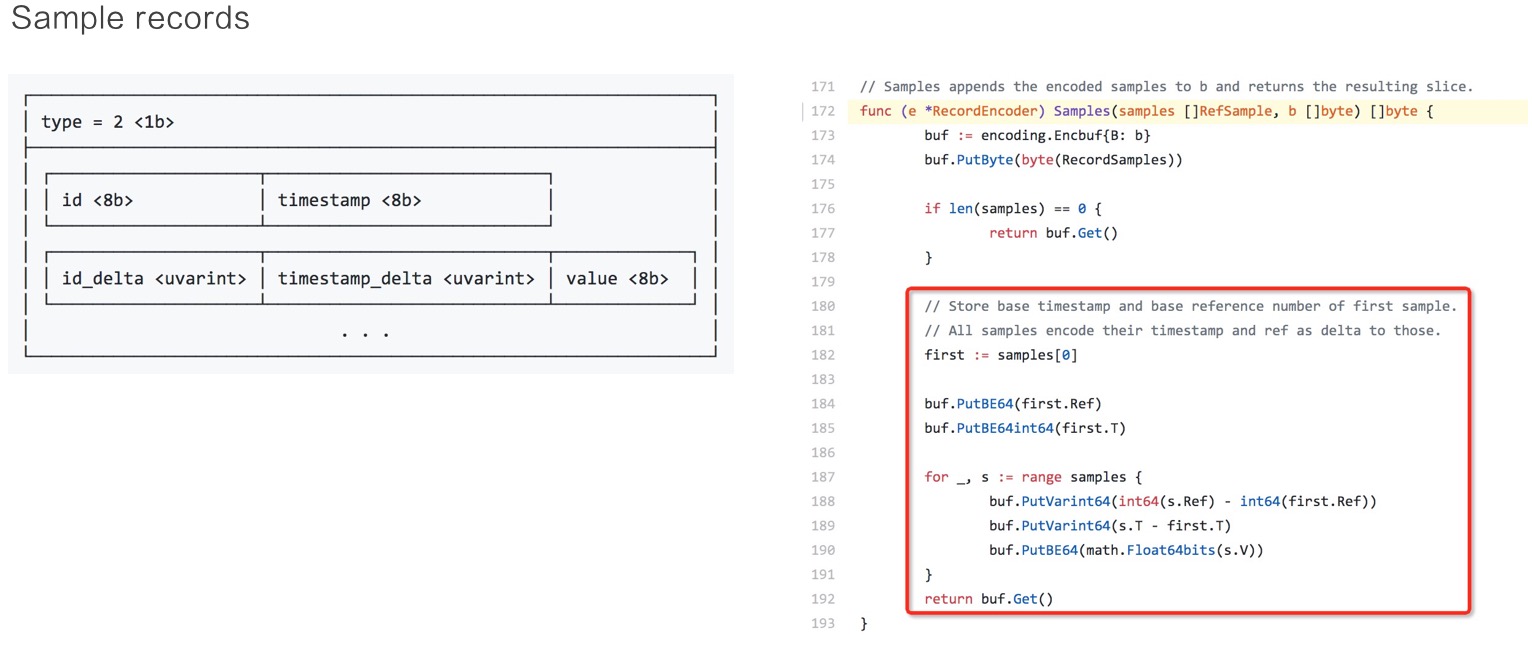 Sample records
type = 2 <1b>
id <8b> timestamp <8b>
id_delta <uvarint> timestamp_delta <uvarint> value <8b>
. . .
171 // Samples appends the encoded samples to b and returns the resulting slice.
172 func (e *RecordEncoder) Samples(samples []RefSample, b []byte) []byte {
173 buf := encoding.Encbuf{B: b}
174 buf.PutByte(byte(RecordSamples))
175
176 if len(samples) == 0 {
177 return buf.Get()
178 }
179
180 // Store base timestamp and base reference number of first sample.
181 // All samples encode their timestamp and ref as delta to those.
182 first := samples[0]
183
184 buf.PutBE64(first.Ref)
185 buf.PutBE64int64(first.T)
186
187 for _, s := range samples {
188 buf.PutVarint64(int64(s.Ref) - int64(first.Ref))
189 buf.PutVarint64(s.T - first.T)
190 buf.PutBE64(math.Float64bits(s.V))
191 }
192 return buf.Get()
193 }